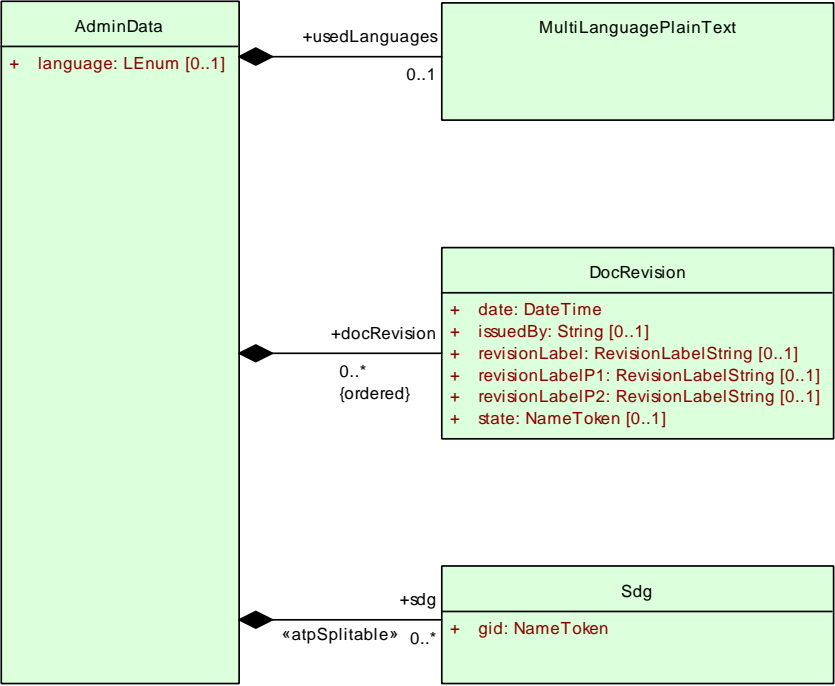 AdminData
+ language: LEnum [0..1]
+usedLanguages
0..1
MultiLanguagePlainText
+docRevision
0..*
{ordered}
DocRevision
+ date: DateTime
+ issuedBy: String [0..1]
+ revisionLabel: RevisionLabelString [0..1]
+ revisionLabelP1: RevisionLabelString [0..1]
+ revisionLabelP2: RevisionLabelString [0..1]
+ state: NameToken [0..1]
+sdg
«atpSplitable» 0..*
Sdg
+ gid: NameToken